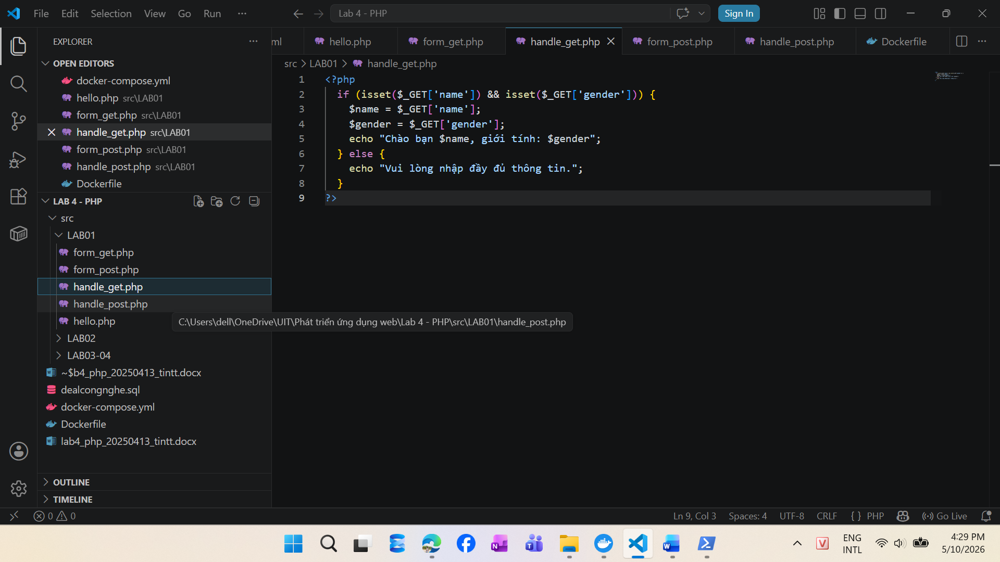 File Edit Selection View Go Run ···
Lab 4 - PHP
Sign In
EXPLORER
ml
hello.php
form_get.php
handle_get.php
form_post.php
handle_post.php
Dockerfile
OPEN EDITORS
docker-compose.yml
hello.php src\LAB01
form_get.php src\LAB01
handle_get.php src\LAB01
form_post.php src\LAB01
handle_post.php src\LAB01
Dockerfile
LAB 4 - PHP
src
LAB01
form_get.php
form_post.php
handle_get.php
handle_post.php
hello.php
LAB02
LAB03-04
~$b4_php_20250413_tintt.docx
dealcongnghe.sql
docker-compose.yml
Dockerfile
lab4_php_20250413_tintt.docx
OUTLINE
TIMELINE
src > LAB01 > handle_get.php
1 <?php
2 if (isset($_GET['name']) && isset($_GET['gender'])) {
3 $name = $_GET['name'];
4 $gender = $_GET['gender'];
5 echo "Chào bạn $name, giới tính: $gender";
6 } else {
7 echo "Vui lòng nhập đầy đủ thông tin.";
8 }
9 ?>
C:\Users\dell\OneDrive\UIT\Phát triển ứng dụng web\Lab 4 - PHP\src\LAB01\handle_post.php
0 0
Ln 9, Col 3 Spaces: 4 UTF-8 CRLF { } PHP Go Live
ENG
INTL
4:29 PM
5/10/2026